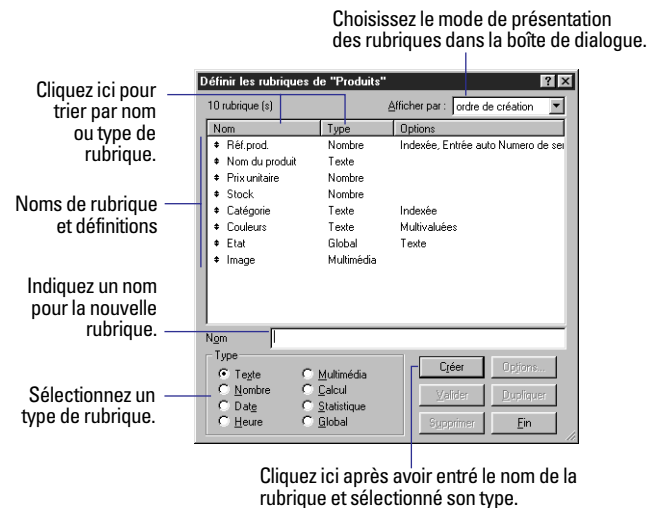 Choisissez le mode de présentation
des rubriques dans la boîte de dialogue.
Cliquez ici pour
trier par nom
ou type de
rubrique.
Noms de rubrique
et définitions
Indiquez un nom
pour la nouvelle
rubrique.
Sélectionnez un
type de rubrique.
Définir les rubriques de "Produits"
10 rubrique (s) Afficher par : ordre de création
Nom Type Options
Réf.prod. Nombre Indexée, Entrée auto Numero de ser
Nom du produit Texte
Prix unitaire Nombre
Stock Nombre
Catégorie Texte Indexée
Couleurs Texte Multivaluées
Etat Global Texte
Image Multimédia
Nom
Type
Texte Multimédia
Nombre Calcul
Date Statistique
Heure Global
Créer Options...
Valider Dupliquer
Supprimer Fin
Cliquez ici après avoir entré le nom de la
rubrique et sélectionné son type.